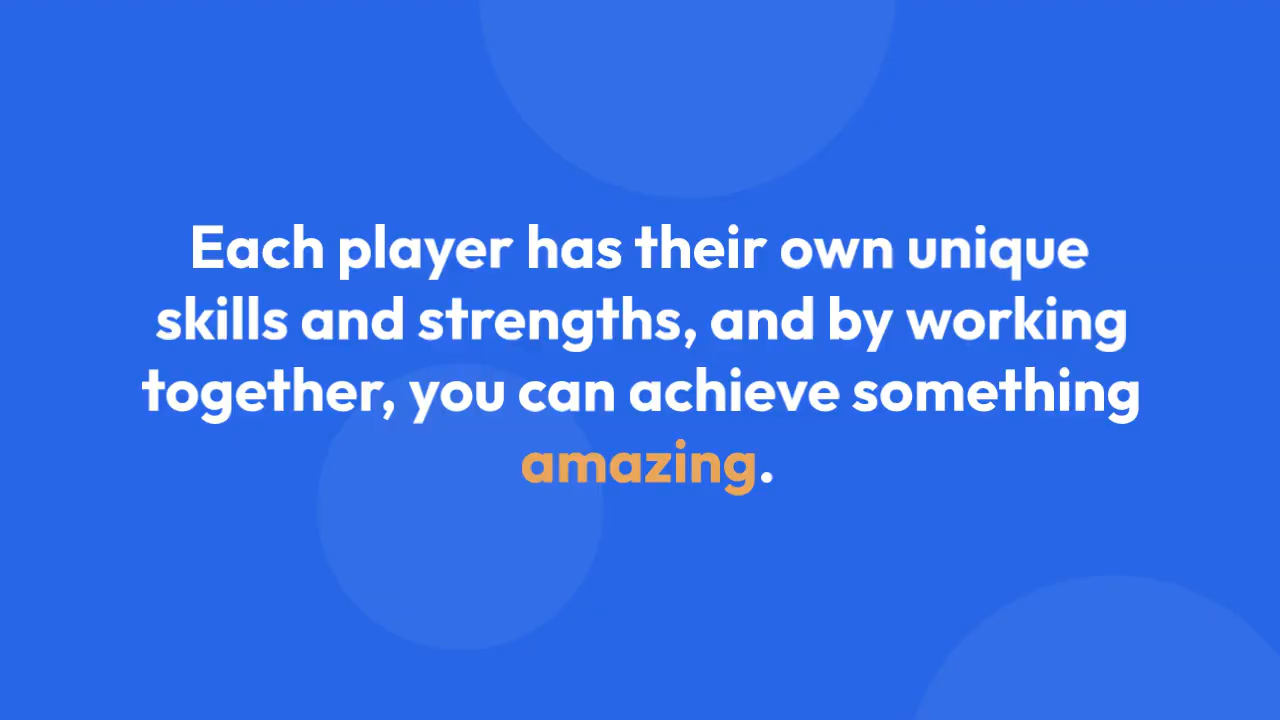 Each player has their own unique
skills and strengths, and by working
together, you can achieve something
amazing.